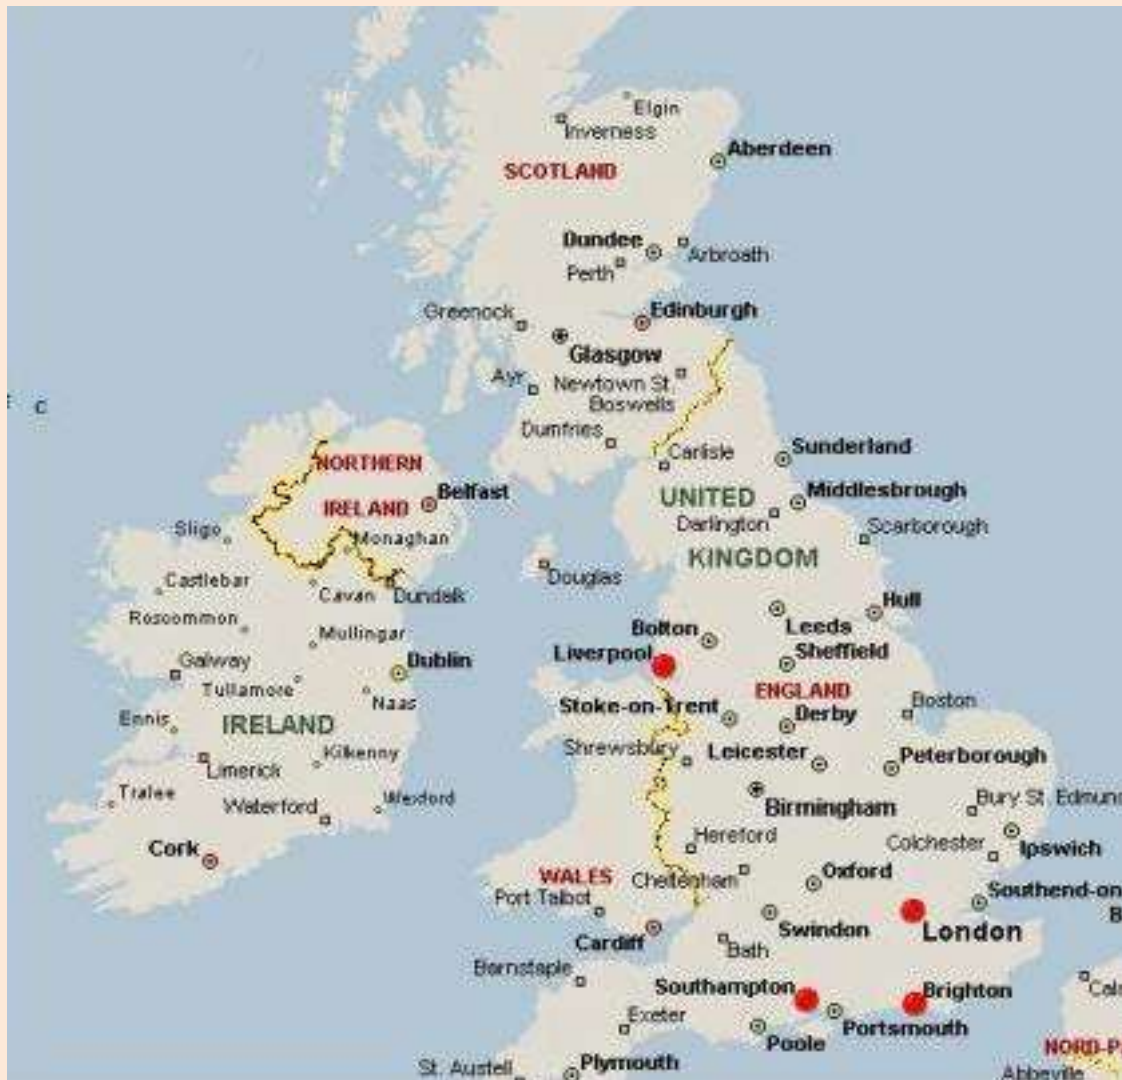 Elgin
Inverness
Aberdeen
SCOTLAND
Dundee
Arbroath
Perth
Greenock
Edinburgh
Glasgow
Ayr
Newtown St.
Boswells
Dumfries
Carlisle
Sunderland
NORTHERN
IRELAND
Belfast
UNITED
KINGDOM
Middlesbrough
Darlington
Scarborough
Sligo
Monaghan
Douglas
Castlebar
Cavan
Dundalk
Roscommon
Mullingar
Hull
Bolton
Leeds
Liverpool
Sheffield
Galway
Dublin
Tullamore
Naas
ENGLAND
Stoke-on-Trent
Derby
Boston
Ennis
IRELAND
Shrewsbury
Leicester
Peterborough
Kilkenny
Limerick
Tralee
Waterford
Wexford
Birmingham
Bury St. Edmun
Hereford
Colchester
Ipswich
Cork
WALES
Cheltenham
Oxford
Port Talbot
Southend-on
B
Swindon
London
Cardiff
Bath
Barnstaple
Southampton
Brighton
Exeter
Portsmouth
Poole
Plymouth
St. Austell
NORD-P
Abbeville
C